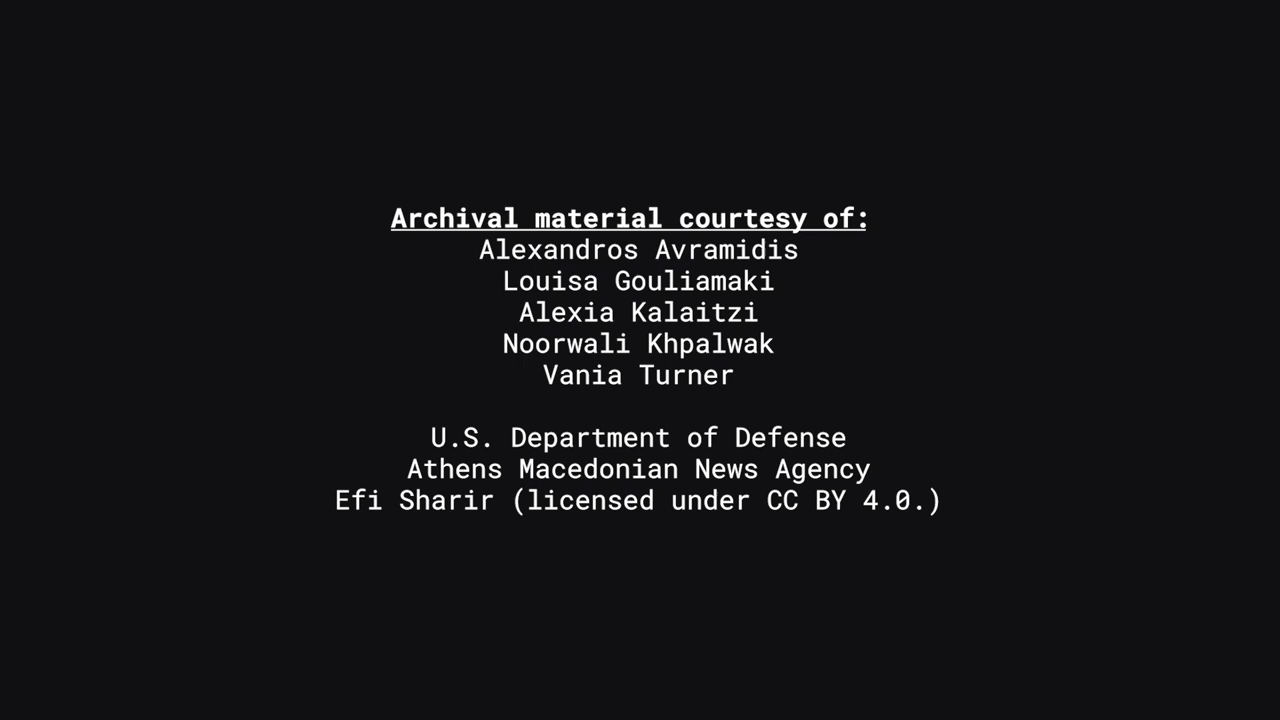 Archival material courtesy of:
Alexandros Avramidis
Louisa Gouliamaki
Alexia Kalaitzi
Noorwali Khpalwak
Vania Turner
U.S. Department of Defense
Athens Macedonian News Agency
Efi Sharir (licensed under CC BY 4.0.)